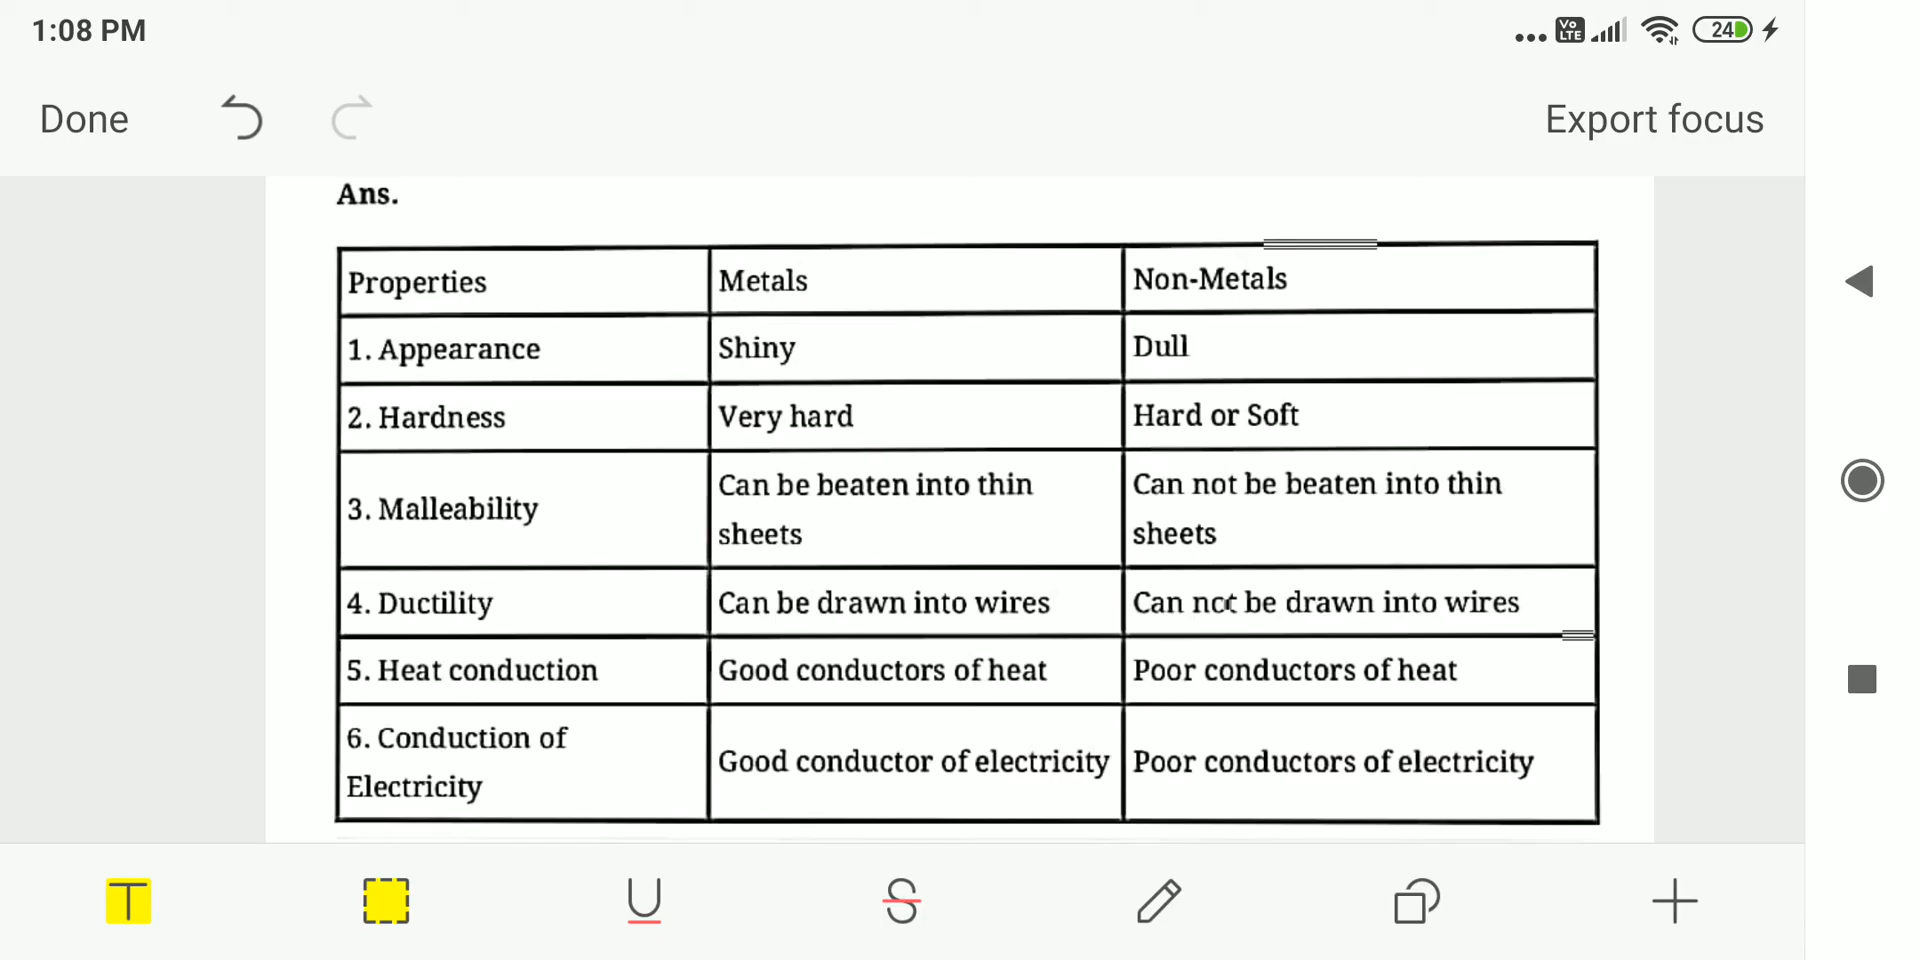 1:08 PM
Vo LTE
24
Done
Export focus
Ans.
Properties
Metals
Non-Metals
1. Appearance
Shiny
Dull
2. Hardness
Very hard
Hard or Soft
3. Malleability
Can be beaten into thin
sheets
Can not be beaten into thin
sheets
4. Ductility
Can be drawn into wires
Can not be drawn into wires
5. Heat conduction
Good conductors of heat
Poor conductors of heat
6. Conduction of
Electricity
Good conductor of electricity
Poor conductors of electricity
T
U
S